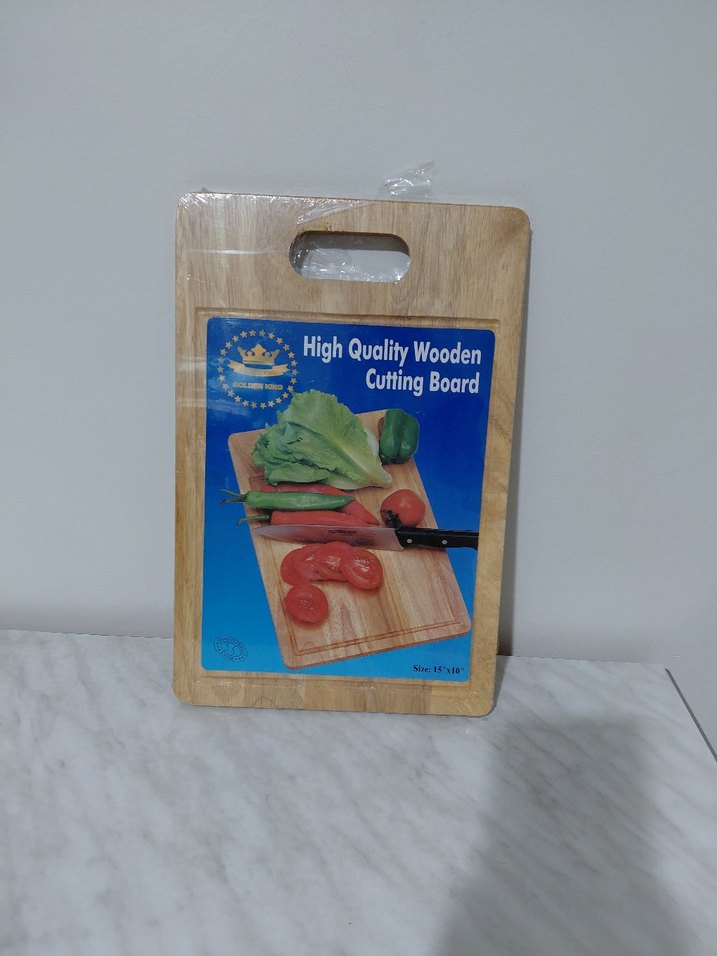 High Quality Wooden
Cutting Board
GOLDEN KING
Size: 15"x10"